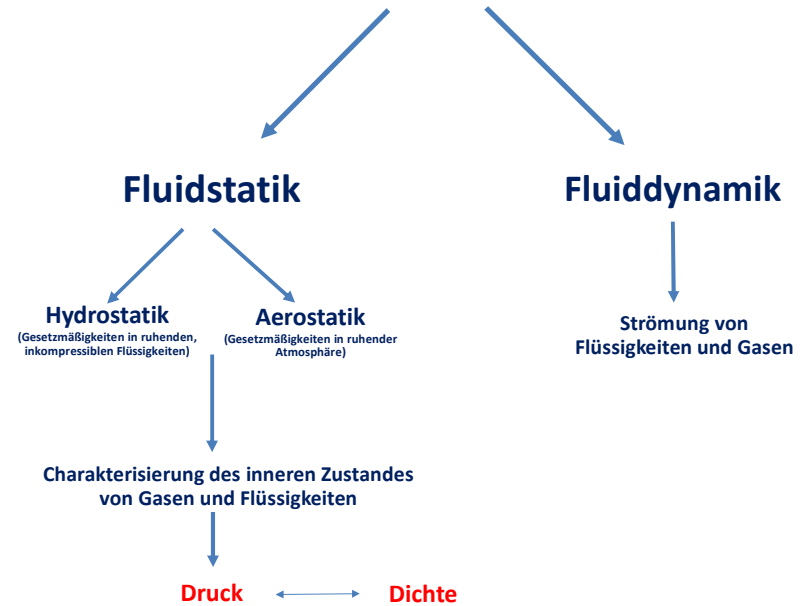 Fluidstatik
Fluiddynamik
Hydrostatik
(Gesetzmäßigkeiten in ruhenden,
inkompressiblen Flüssigkeiten)
Aerostatik
(Gesetzmäßigkeiten in ruhender
Atmosphäre)
Strömung von
Flüssigkeiten und Gasen
Charakterisierung des inneren Zustandes
von Gasen und Flüssigkeiten
Druck
Dichte